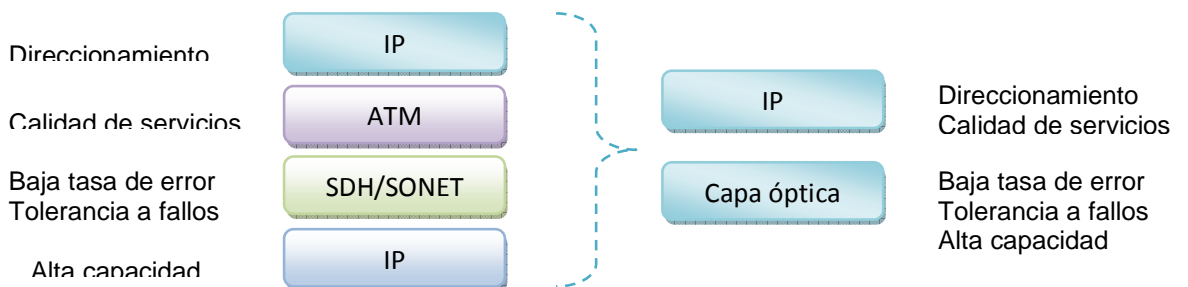 Direccionamiento
IP
Calidad de servicios
ATM
Baja tasa de error
Tolerancia a fallos
SDH/SONET
Alta capacidad
IP
IP
Direccionamiento
Calidad de servicios
Capa óptica
Baja tasa de error
Tolerancia a fallos
Alta capacidad